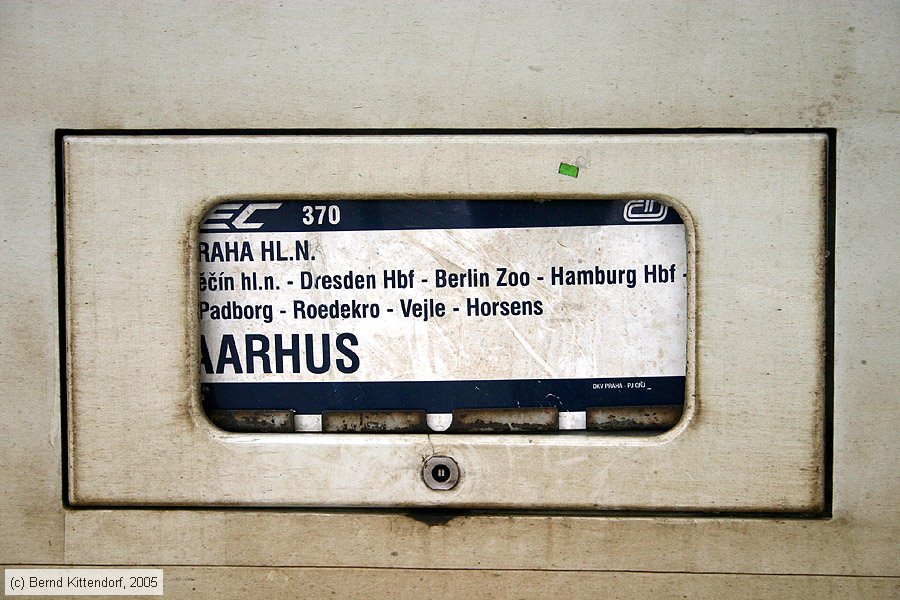 EC 370 ČD
RAHA HL.N.
ěčín hl.n. - Dresden Hbf - Berlin Zoo - Hamburg Hbf -
Padborg - Roedekro - Vejle - Horsens
AARHUS
DKV PRAHA - PJ
(c) Bernd Kittendorf, 2005